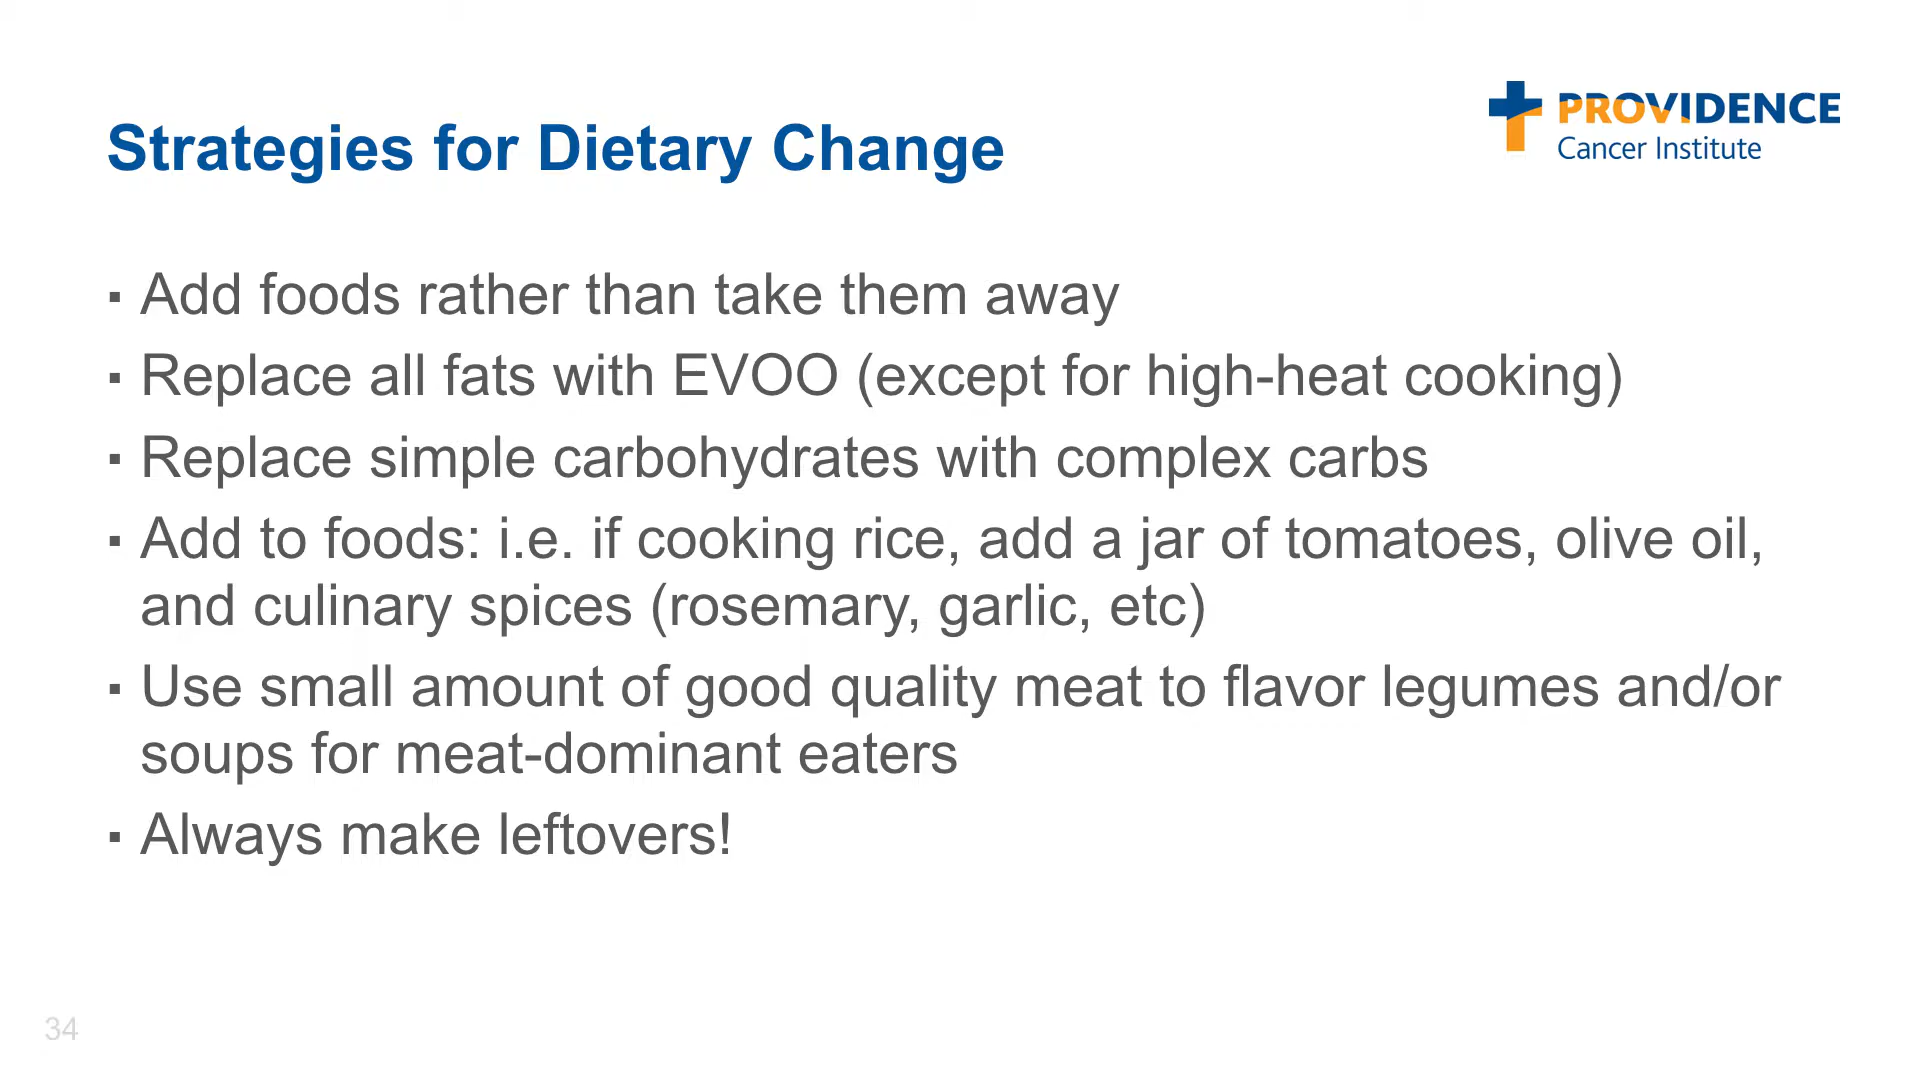 PROVIDENCE
Cancer Institute
Strategies for Dietary Change
▪ Add foods rather than take them away
▪ Replace all fats with EVOO (except for high-heat cooking)
▪ Replace simple carbohydrates with complex carbs
▪ Add to foods: i.e. if cooking rice, add a jar of tomatoes, olive oil,
and culinary spices (rosemary, garlic, etc)
▪ Use small amount of good quality meat to flavor legumes and/or
soups for meat-dominant eaters
▪ Always make leftovers!
34